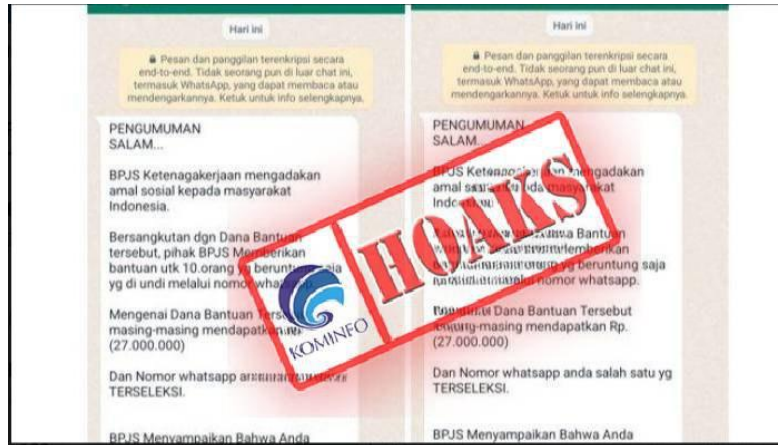 Hari ini
Pesan dan panggilan terenkripsi secara
end-to-end. Tidak seorang pun di luar chat ini,
termasuk WhatsApp, yang dapat membaca atau
mendengarkannya. Ketuk untuk info selengkapnya.
PENGUMUMAN
SALAM...
BPJS Ketenagakerjaan mengadakan
amal sosial kepada masyarakat
Indonesia.
Bersangkutan dgn Dana Bantuan
tersebut, pihak BPJS Memberikan
bantuan utk 10.orang yg beruntung saja
yg di undi melalui nomor whatsapp.
Mengenai Dana Bantuan Tersebut
masing-masing mendapatkan
(27.000.000)
Dan Nomor whatsapp
TERSELEKSI.
BPJS Menyampaikan Bahwa Anda
Hari ini
Pesan dan panggilan terenkripsi secara
end-to-end. Tidak seorang pun di luar chat ini,
termasuk WhatsApp, yang dapat membaca atau
mendengarkannya. Ketuk untuk info selengkapnya.
PENGUMUMAN
SALAM...
BPJS mengadakan
amal masyarakat
Bantuan
yg beruntung saja
nomor whatsapp.
Dana Bantuan Tersebut
mendapatkan Rp.
(27.000.000)
Dan Nomor whatsapp anda salah satu yg
TERSELEKSI.
BPJS Menyampaikan Bahwa Anda
KOMINFO
HOAKS